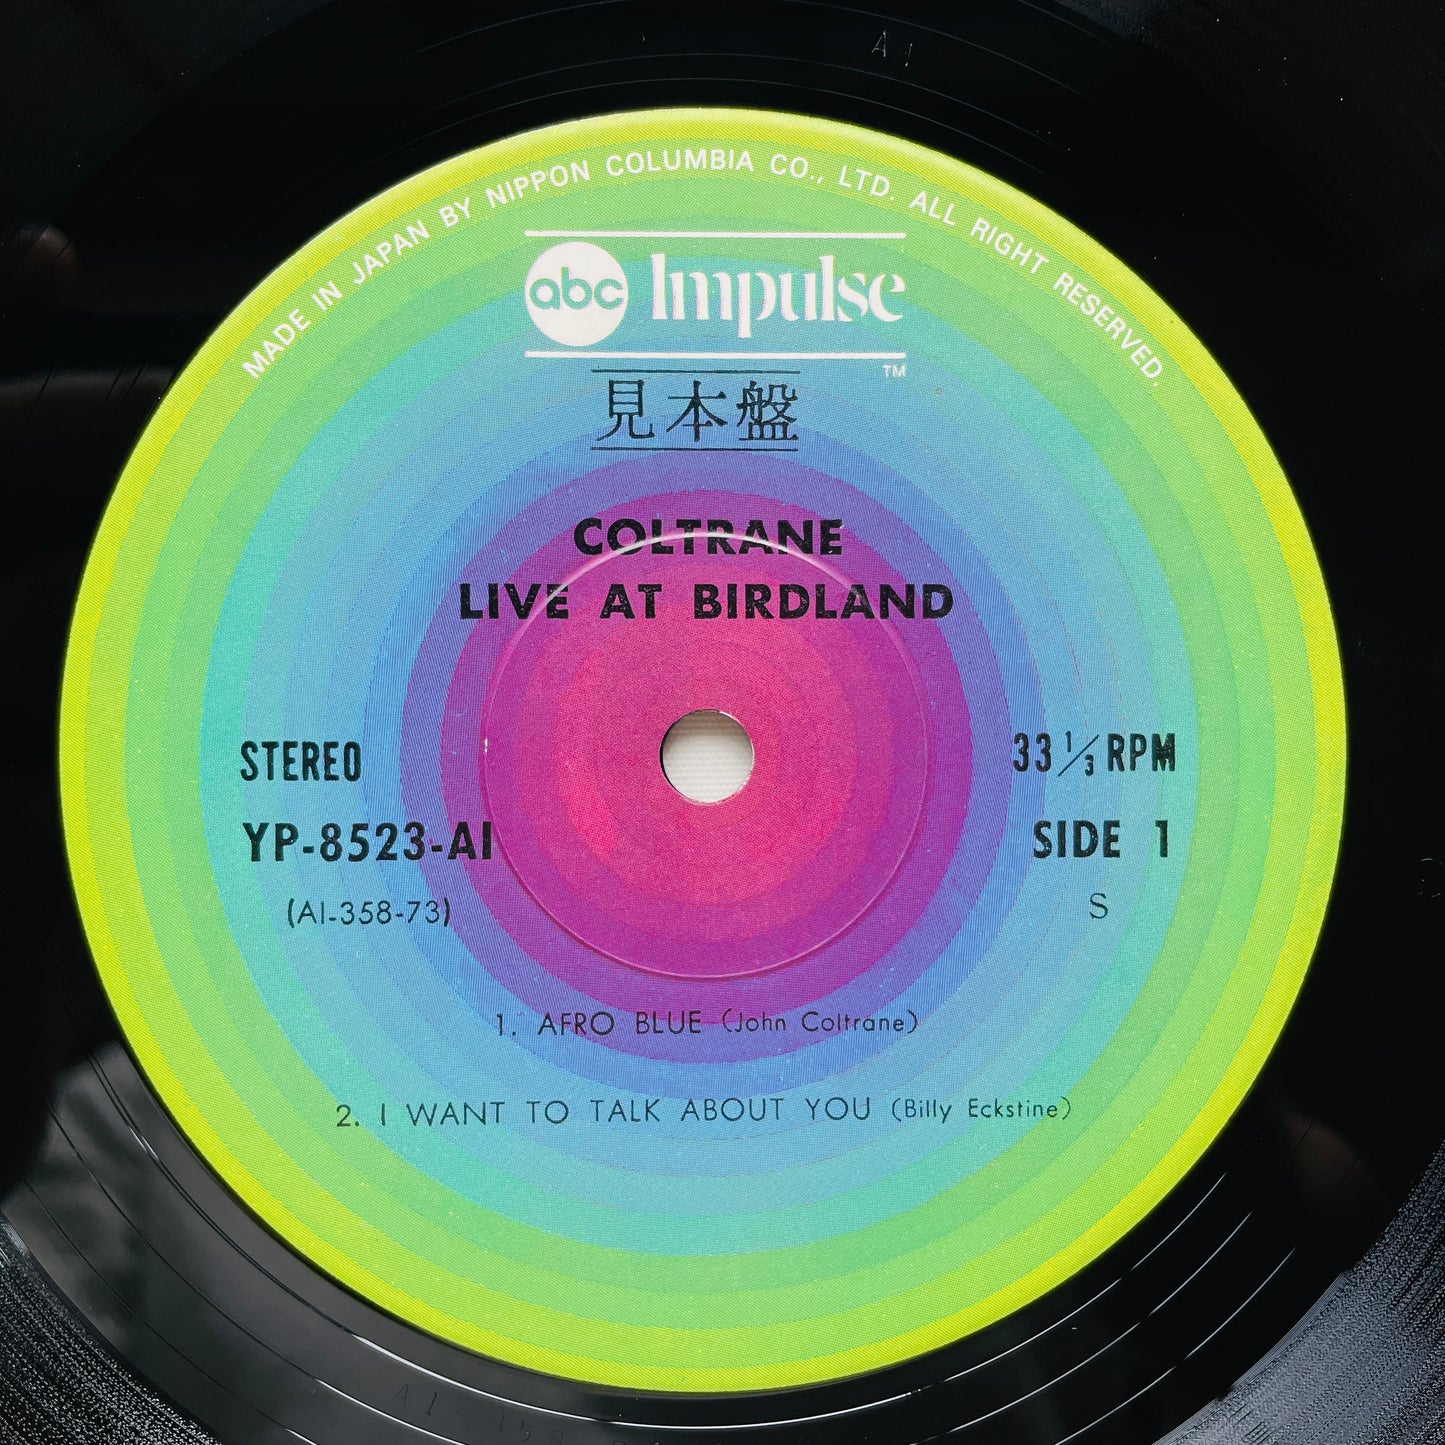 A 1
MADE IN JAPAN BY NIPPON COLUMBIA CO., LTD. ALL RIGHT RESERVED.
abc Impulse
TM
見本盤
COLTRANE
LIVE AT BIRDLAND
STEREO
33 1/3 RPM
YP-8523-AI
SIDE 1
(AI-358-73)
S
1. AFRO BLUE (John Coltrane)
2. I WANT TO TALK ABOUT YOU (Billy Eckstine)